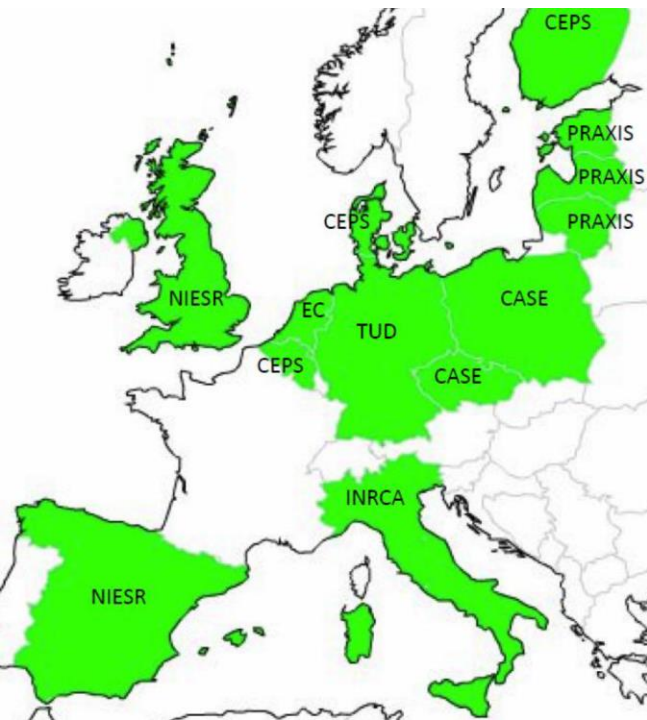 CEPS
PRAXIS
PRAXIS
CEPS
PRAXIS
NIESR
EC
CASE
TUD
CEPS
CASE
INRCA
NIESR